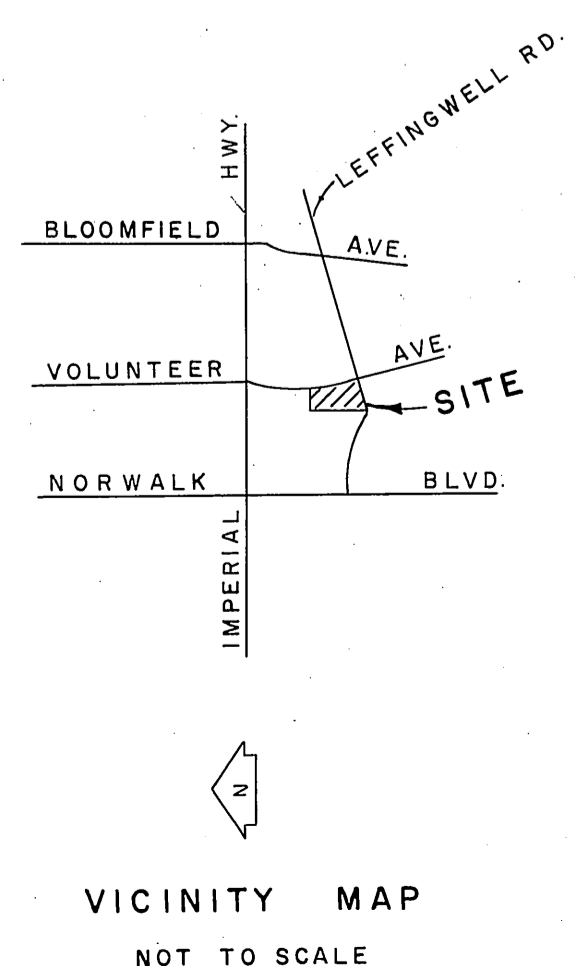 LEFFINGWELL RD.
IMPERIAL HWY.
BLOOMFIELD AVE.
VOLUNTEER AVE.
SITE
NORWALK BLVD.
N
VICINITY MAP
NOT TO SCALE